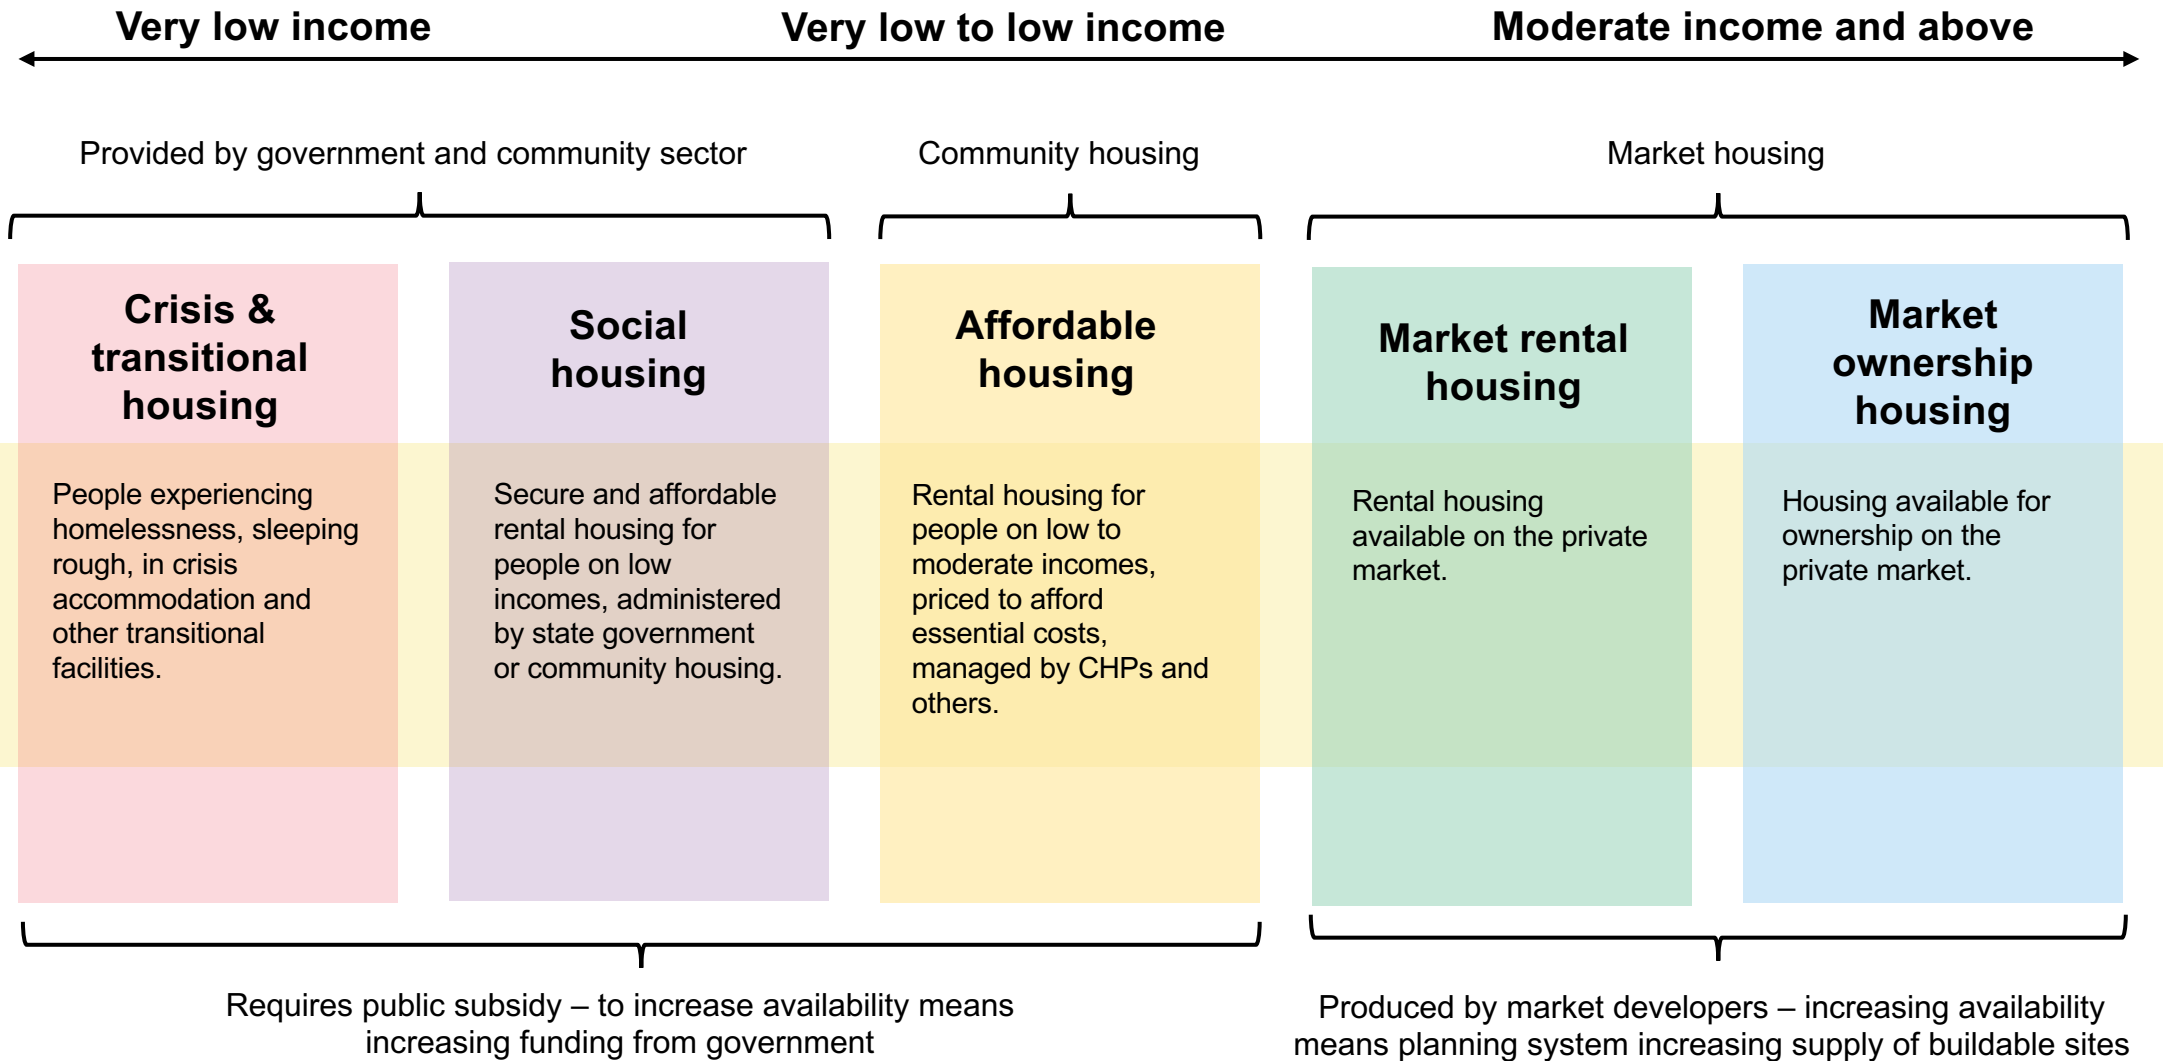 Very low income
Very low to low income
Moderate income and above
Provided by government and community sector
Community housing
Market housing
Crisis &
transitional
housing
People experiencing
homelessness, sleeping
rough, in crisis
accommodation and
other transitional
facilities.
Social
housing
Secure and affordable
rental housing for
people on low
incomes, administered
by state government
or community housing.
Affordable
housing
Rental housing for
people on low to
moderate incomes,
priced to afford
essential costs,
managed by CHPs and
others.
Market rental
housing
Rental housing
available on the private
market.
Market
ownership
housing
Housing available for
ownership on the
private market.
Requires public subsidy – to increase availability means
increasing funding from government
Produced by market developers – increasing availability
means planning system increasing supply of buildable sites